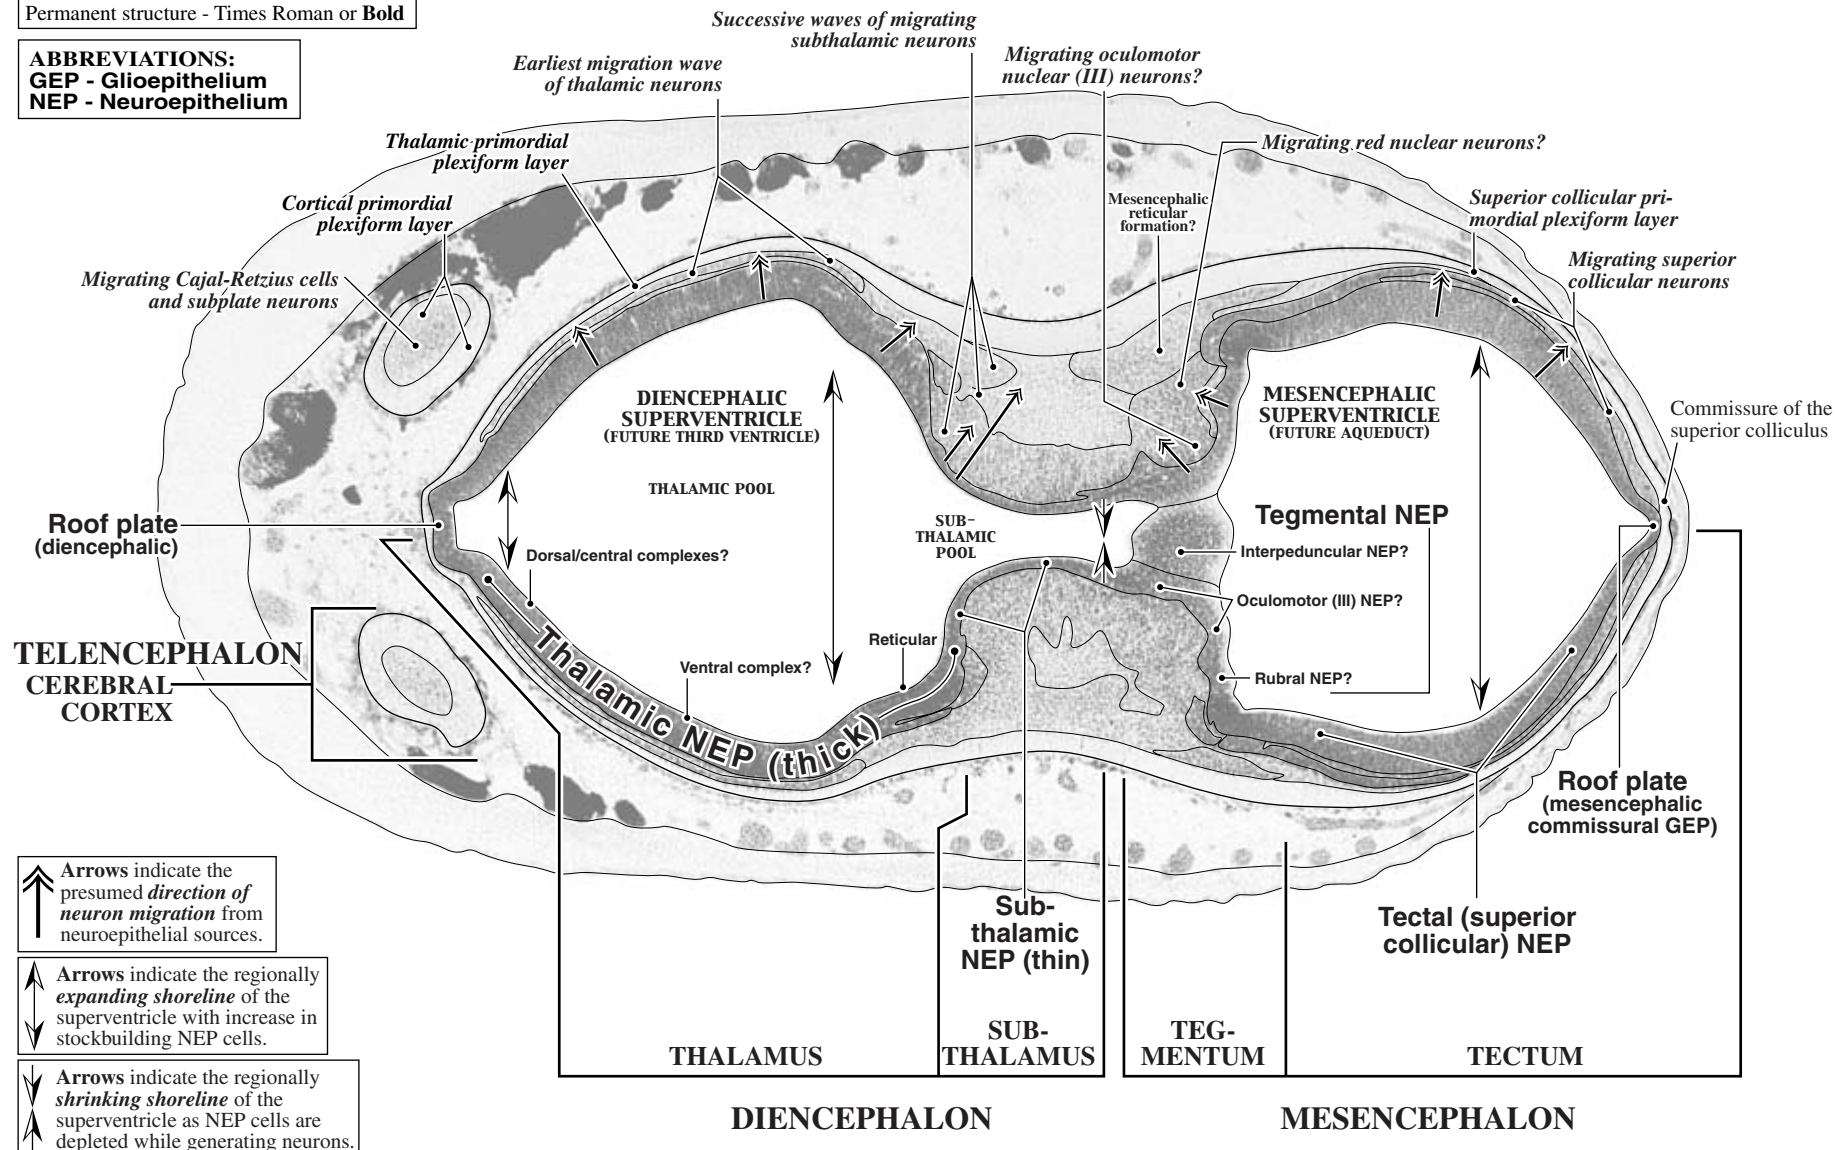 Permanent structure - Times Roman or Bold
ABBREVIATIONS:
GEP - Glioepithelium
NEP - Neuroepithelium
Successive waves of migrating
subthalamic neurons
Earliest migration wave
of thalamic neurons
Migrating oculomotor
nuclear (III) neurons?
Thalamic primordial
plexiform layer
Migrating red nuclear neurons?
Cortical primordial
plexiform layer
Mesencephalic
reticular
formation?
Superior collicular pri-
mordial plexiform layer
Migrating Cajal-Retzius cells
and subplate neurons
Migrating superior
collicular neurons
DIENCEPHALIC
SUPERVENTRICLE
(FUTURE THIRD VENTRICLE)
MESENCEPHALIC
SUPERVENTRICLE
(FUTURE AQUEDUCT)
Commissure of the
superior colliculus
THALAMIC POOL
Roof plate
(diencephalic)
SUB-
THALAMIC
POOL
Tegmental NEP
Dorsal/central complexes?
Interpeduncular NEP?
Oculomotor (III) NEP?
TELENCEPHALON
CEREBRAL
CORTEX
Reticular
Ventral complex?
Rubral NEP?
Thalamic NEP (thick)
Roof plate
(mesencephalic
commissural GEP)
Arrows indicate the
presumed direction of
neuron migration from
neuroepithelial sources.
Sub-
thalamic
NEP (thin)
Tectal (superior
collicular) NEP
Arrows indicate the regionally
expanding shoreline of the
superventricle with increase in
stockbuilding NEP cells.
THALAMUS
SUB-
THALAMUS
TEG-
MENTUM
TECTUM
Arrows indicate the regionally
shrinking shoreline of the
superventricle as NEP cells are
depleted while generating neurons.
DIENCEPHALON
MESENCEPHALON